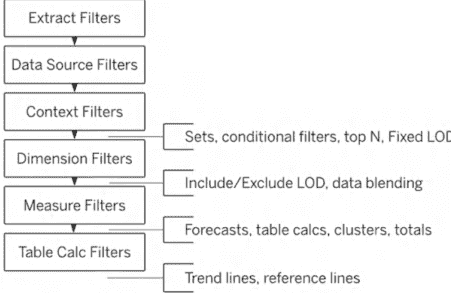 Extract Filters
Data Source Filters
Context Filters
Sets, conditional filters, top N, Fixed LOD
Dimension Filters
Include/Exclude LOD, data blending
Measure Filters
Forecasts, table calcs, clusters, totals
Table Calc Filters
Trend lines, reference lines